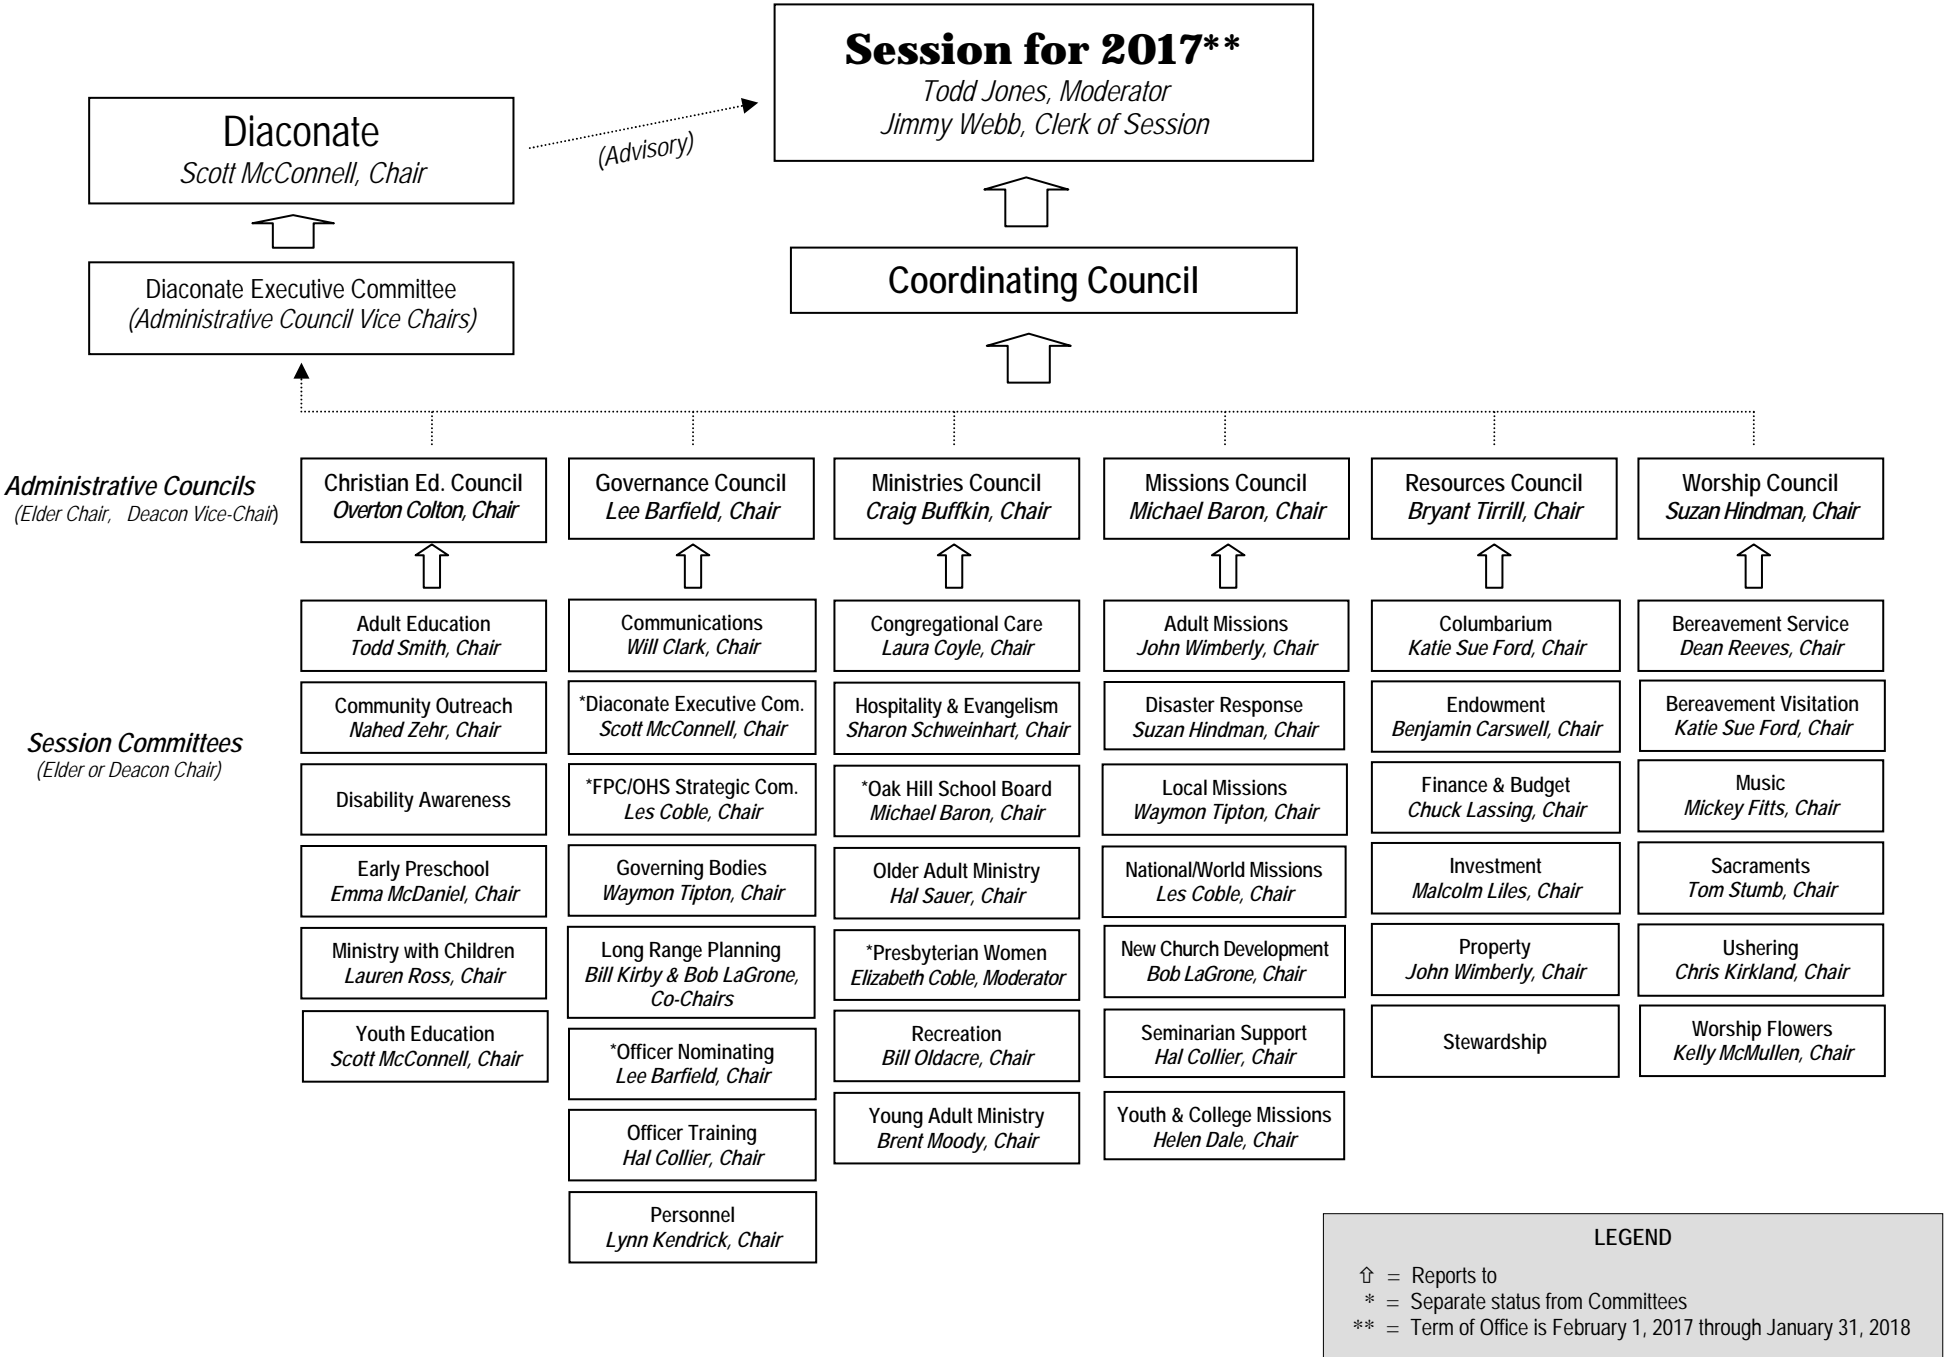 Session for 2017**
Todd Jones, Moderator
Jimmy Webb, Clerk of Session
Diaconate
Scott McConnell, Chair
(Advisory)
Diaconate Executive Committee
(Administrative Council Vice Chairs)
Coordinating Council
Administrative Councils
(Elder Chair, Deacon Vice-Chair)
Christian Ed. Council
Overton Colton, Chair
Governance Council
Lee Barfield, Chair
Ministries Council
Craig Buffkin, Chair
Missions Council
Michael Baron, Chair
Resources Council
Bryant Tirrill, Chair
Worship Council
Suzan Hindman, Chair
Session Committees
(Elder or Deacon Chair)
Adult Education
Todd Smith, Chair
Community Outreach
Nahed Zehr, Chair
Disability Awareness
Early Preschool
Emma McDaniel, Chair
Ministry with Children
Lauren Ross, Chair
Youth Education
Scott McConnell, Chair
Communications
Will Clark, Chair
*Diaconate Executive Com.
Scott McConnell, Chair
*FPC/OHS Strategic Com.
Les Coble, Chair
Governing Bodies
Waymon Tipton, Chair
Long Range Planning
Bill Kirby & Bob LaGrone,
Co-Chairs
*Officer Nominating
Lee Barfield, Chair
Officer Training
Hal Collier, Chair
Personnel
Lynn Kendrick, Chair
Congregational Care
Laura Coyle, Chair
Hospitality & Evangelism
Sharon Schweinhart, Chair
*Oak Hill School Board
Michael Baron, Chair
Older Adult Ministry
Hal Sauer, Chair
*Presbyterian Women
Elizabeth Coble, Moderator
Recreation
Bill Oldacre, Chair
Young Adult Ministry
Brent Moody, Chair
Adult Missions
John Wimberly, Chair
Disaster Response
Suzan Hindman, Chair
Local Missions
Waymon Tipton, Chair
National/World Missions
Les Coble, Chair
New Church Development
Bob LaGrone, Chair
Seminarian Support
Hal Collier, Chair
Youth & College Missions
Helen Dale, Chair
Columbarium
Katie Sue Ford, Chair
Endowment
Benjamin Carswell, Chair
Finance & Budget
Chuck Lassing, Chair
Investment
Malcolm Liles, Chair
Property
John Wimberly, Chair
Stewardship
Bereavement Service
Dean Reeves, Chair
Bereavement Visitation
Katie Sue Ford, Chair
Music
Mickey Fitts, Chair
Sacraments
Tom Stumb, Chair
Ushering
Chris Kirkland, Chair
Worship Flowers
Kelly McMullen, Chair
LEGEND
⇧ = Reports to
* = Separate status from Committees
** = Term of Office is February 1, 2017 through January 31, 2018